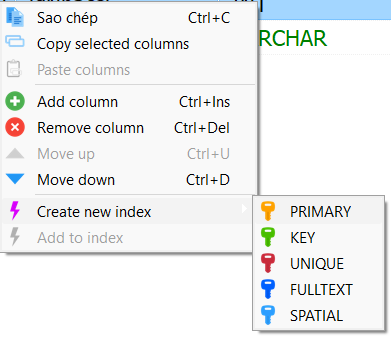 Sao chép Ctrl+C
Copy selected columns
RCHAR
Paste columns
Add column Ctrl+Ins
Remove column Ctrl+Del
Move up Ctrl+U
Move down Ctrl+D
Create new index
PRIMARY
Add to index
KEY
UNIQUE
FULLTEXT
SPATIAL